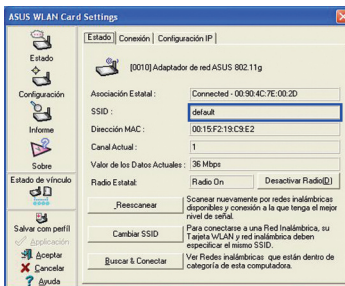 ASUS WLAN Card Settings
Estado
Configuración
Informe
Sobre
Estado de vínculo
Salvar com perfil
Applicación
Aceptar
Cancelar
Ayuda
Estado Conexión Configuración IP
[0010] Adaptador de red ASUS 802.11g
Asociación Estatal : Connected - 00:90:4C:7E:00:2D
SSID : default
Dirección MAC : 00:15:F2:19:C9:E2
Canal Actual : 1
Valor de los Datos Actuales : 36 Mbps
Radio Estatal: Radio On Desactivar Radio(D)
Reescanear
Scanear nuevamente por redes inalámbricas
disponibles y conexión a la que tenga el mejor
nivel de señal.
Cambiar SSID
Para conectarse a una Red Inalámbrica, su
Tarjeta WLAN y red inalámbrica deben
especificar el mismo SSID.
Buscar & Conectar
Ver Redes inalámbricas que están dentro de
categoría de esta computadora.